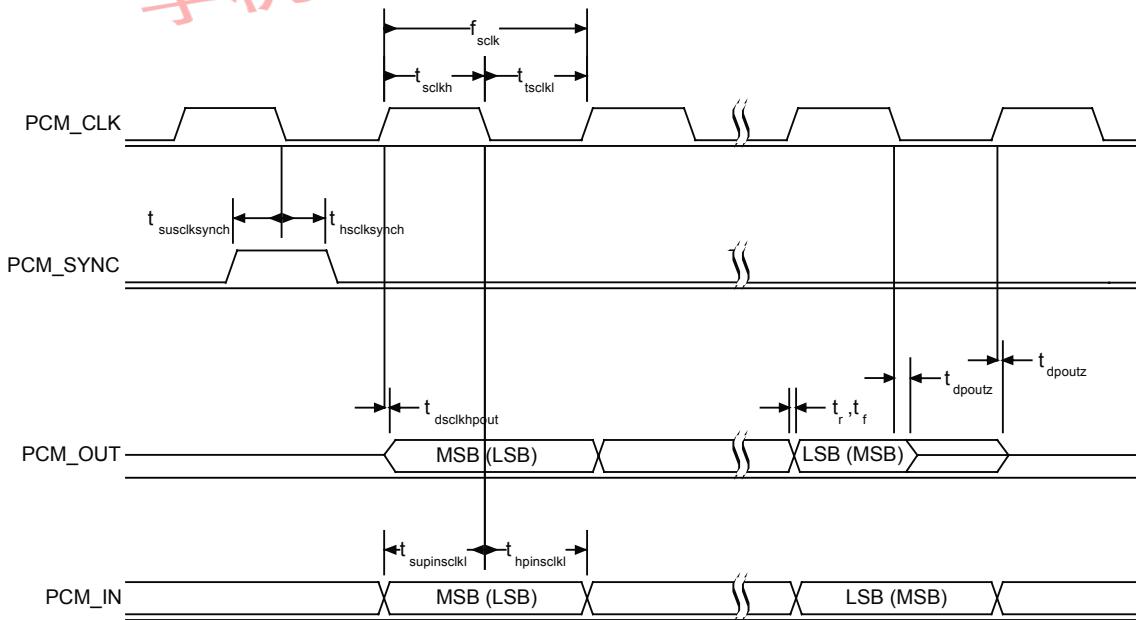 f sclk
t sclkh
t tsclkl
PCM_CLK
t susclksynch
t hsclksynch
PCM_SYNC
t dpoutz
t dpoutz
t dsclkhpout
t r ,t f
PCM_OUT
MSB (LSB)
LSB (MSB)
t supinsclkl
t hpinsclkl
PCM_IN
MSB (LSB)
LSB (MSB)